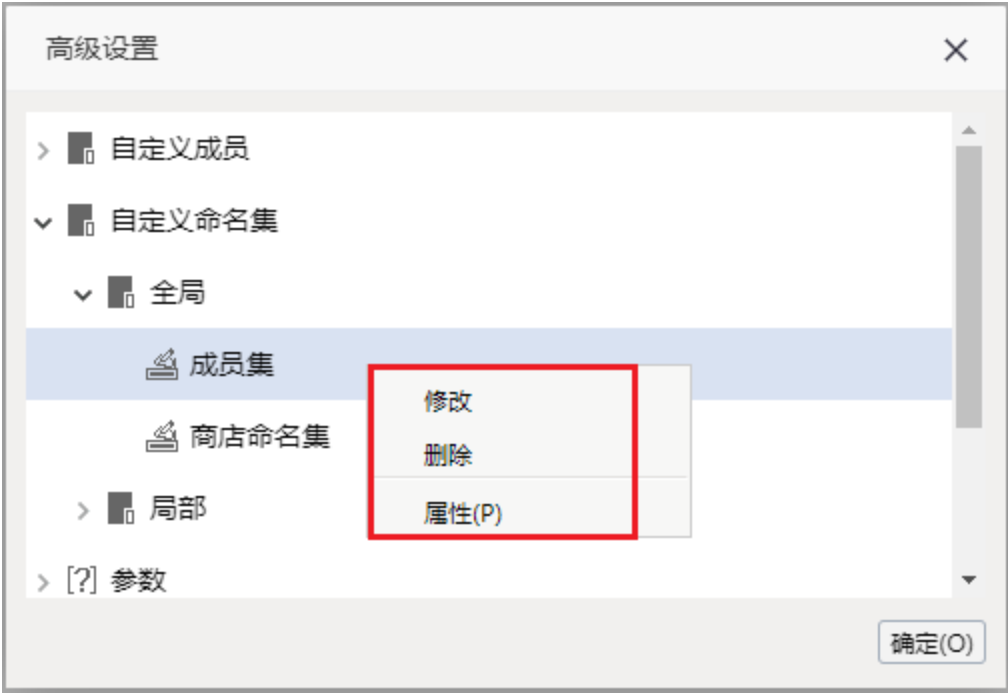 高级设置
自定义成员
自定义命名集
全局
成员集
修改
商店命名集
删除
局部
属性(P)
[?] 参数
确定(O)